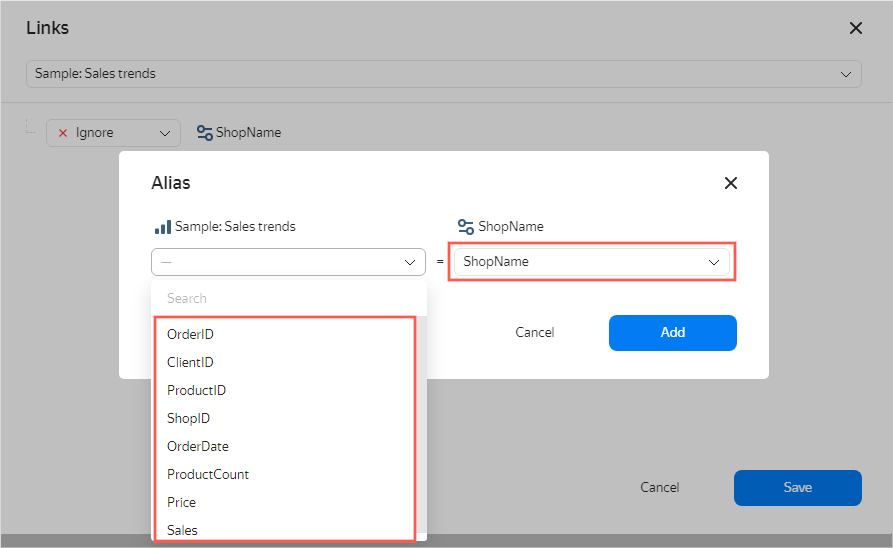 Links
Sample: Sales trends
Ignore
ShopName
Alias
Sample: Sales trends
ShopName
—
=
ShopName
Search
OrderID
ClientID
ProductID
ShopID
OrderDate
ProductCount
Price
Sales
Cancel
Add
Cancel
Save